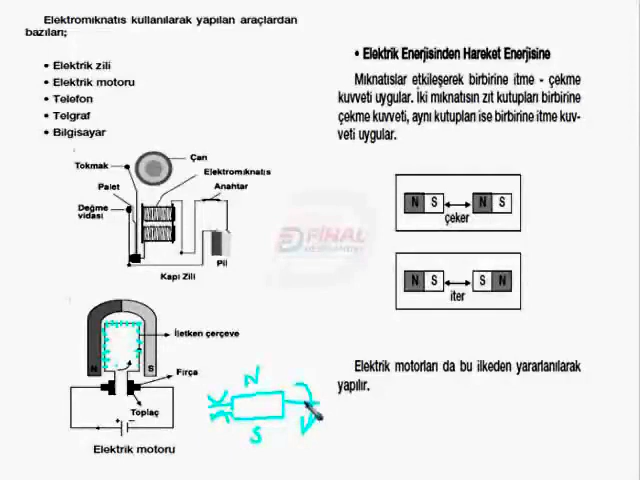 Elektromıknatıs kullanılarak yapılan araçlardan
bazıları;
• Elektrik zili
• Elektrik motoru
• Telefon
• Telgraf
• Bilgisayar
Çan
Tokmak
Elektromıknatıs
Palet
Anahtar
Değme
vidası
Pil
Kapı Zili
İletken çerçeve
N
S
Fırça
Toplaç
+ −
Elektrik motoru
N
S
• Elektrik Enerjisinden Hareket Enerjisine
Mıknatıslar etkileşerek birbirine itme - çekme
kuvveti uygular. İki mıknatısın zıt kutupları birbirine
çekme kuvveti, aynı kutupları ise birbirine itme kuv-
veti uygular.
N S N S
çeker
FİNAL
N S S N
iter
Elektrik motorları da bu ilkeden yararlanılarak
yapılır.